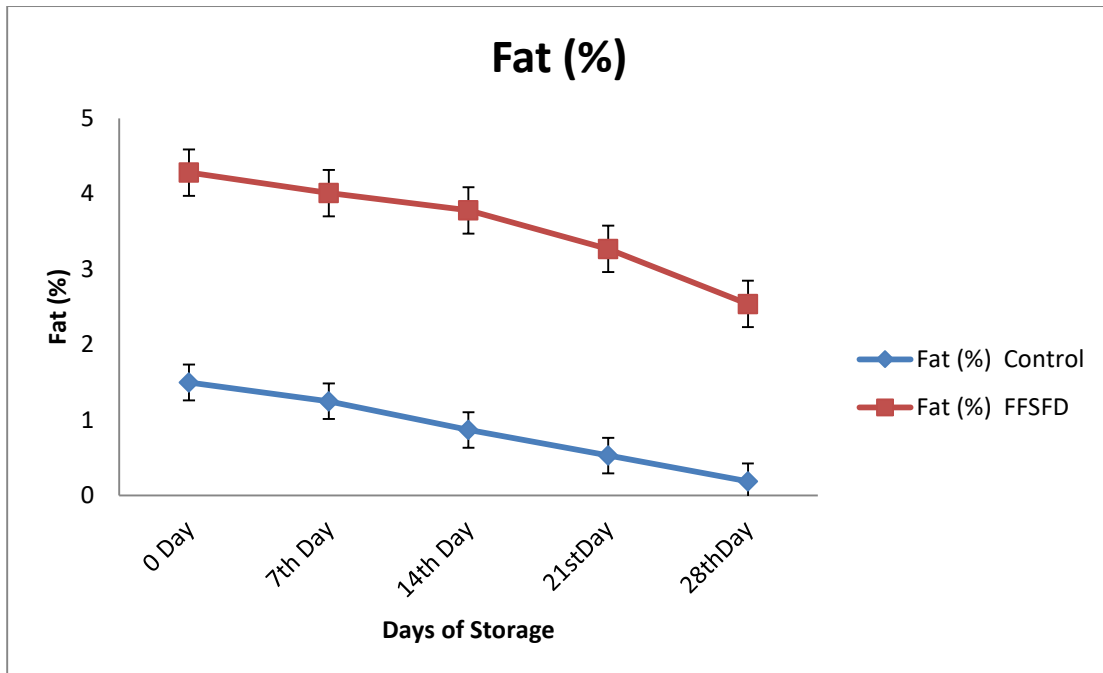 Fat (%)
5
4
3
2
1
0
Fat (%)
0 Day
7th Day
14th Day
21stDay
28thDay
Days of Storage
Fat (%)  Control
Fat (%)  FFSFD